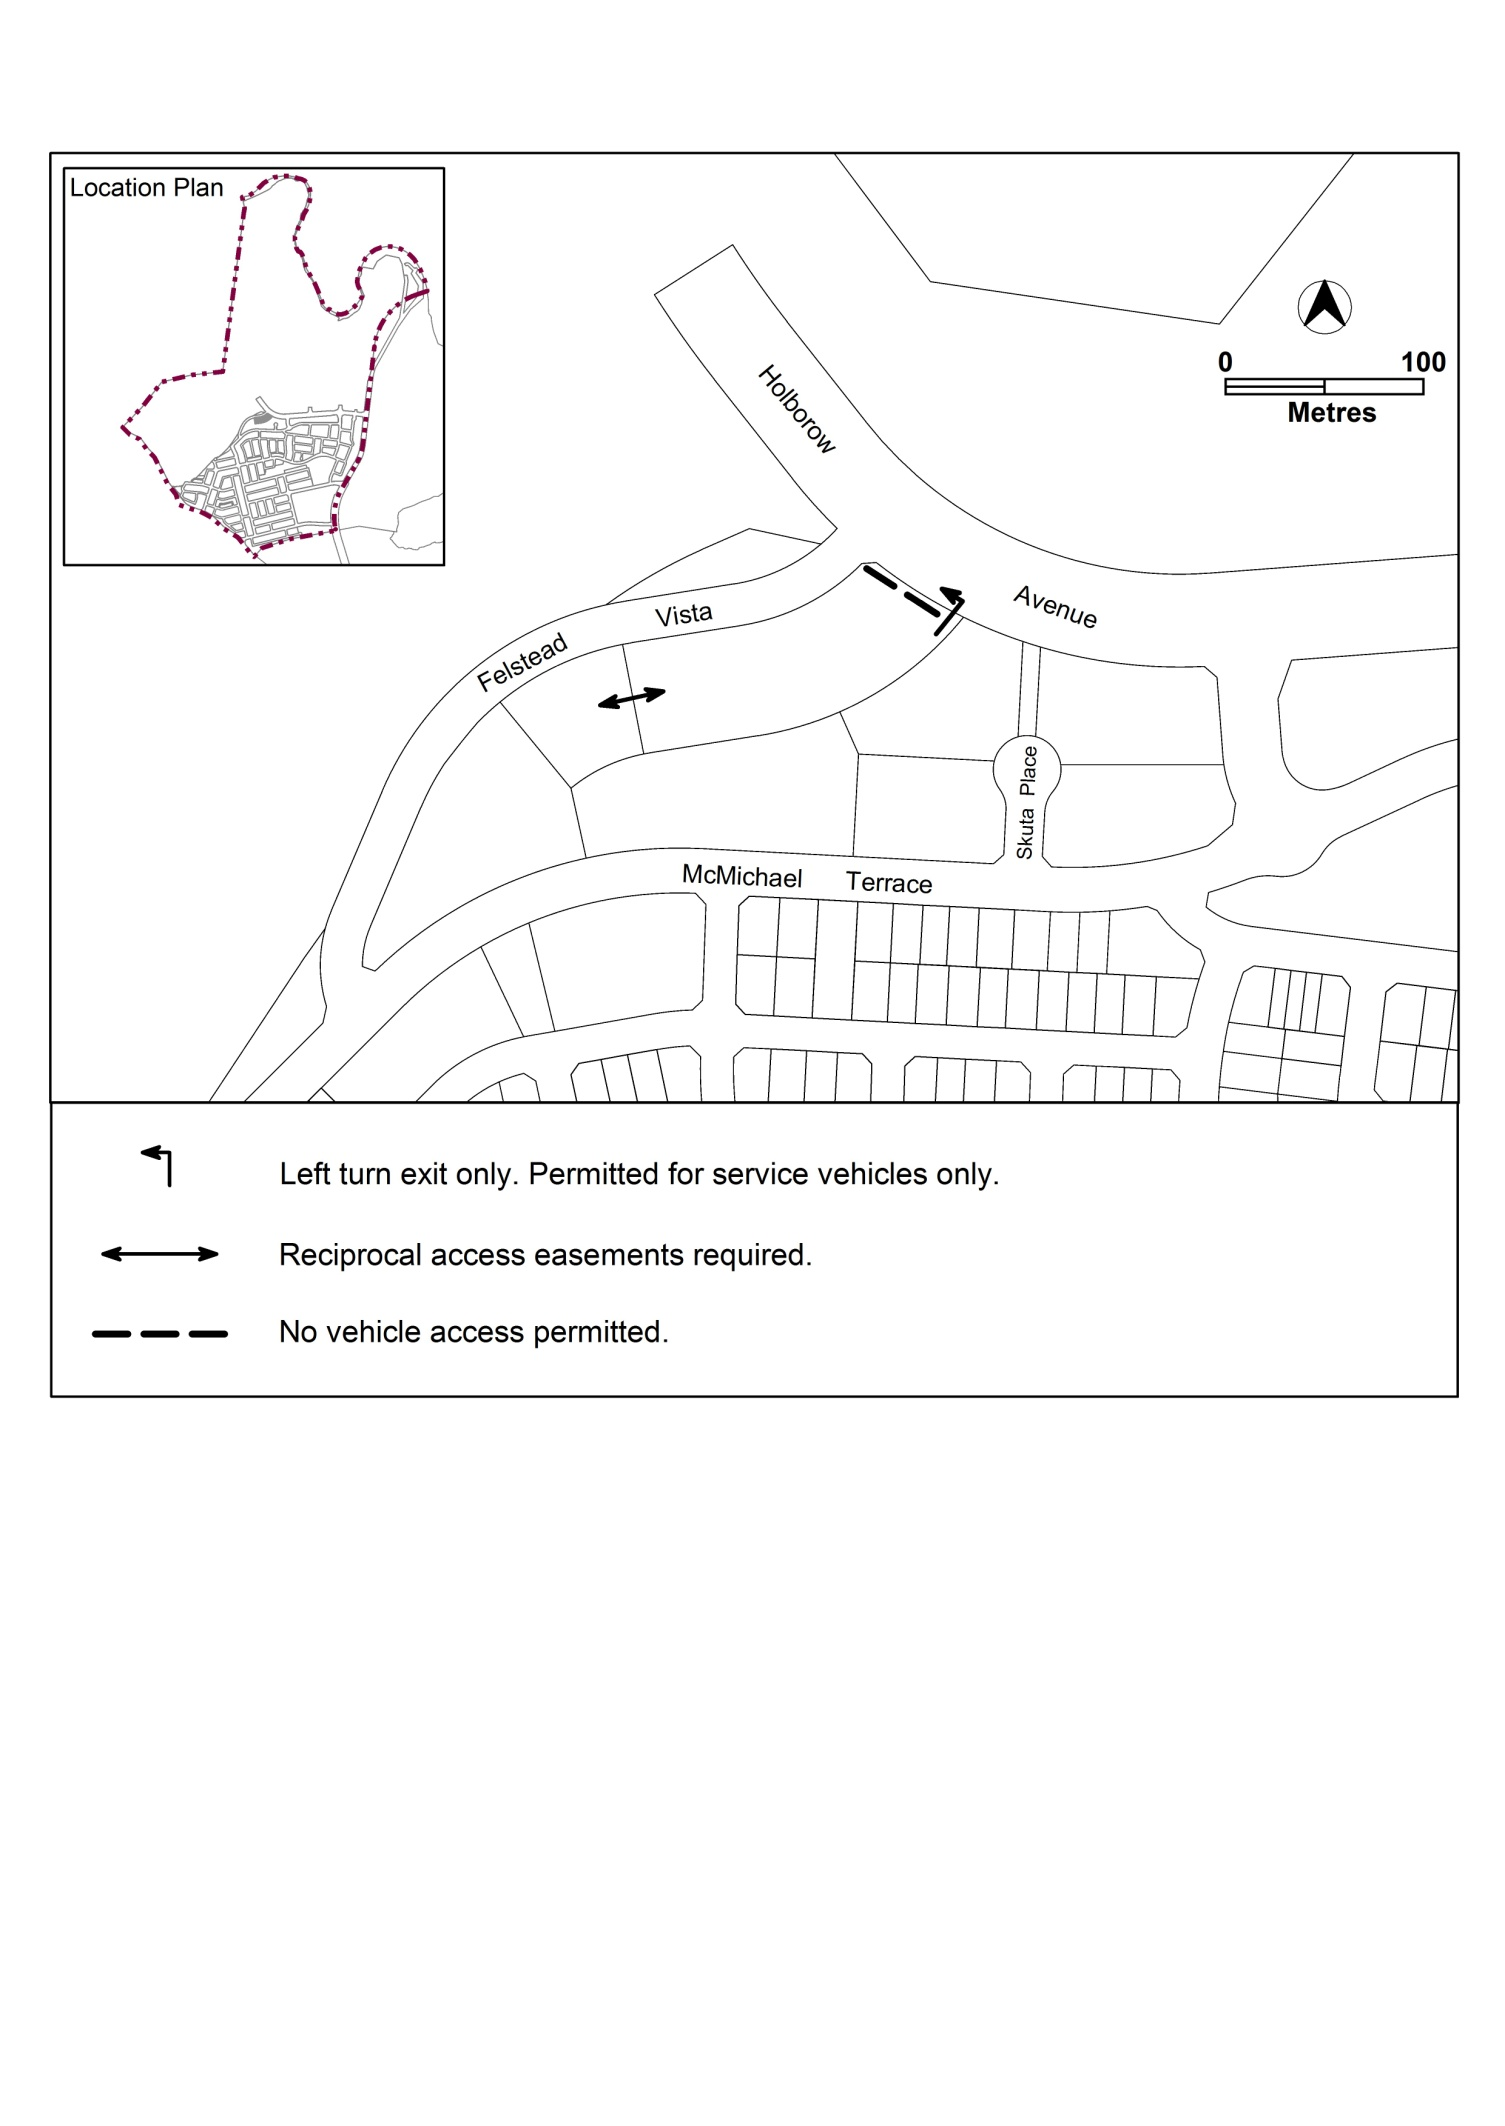 Location Plan
0 100
Metres
Holborow
Avenue
Felstead Vista
Skuta Place
McMichael Terrace
Left turn exit only. Permitted for service vehicles only.
Reciprocal access easements required.
No vehicle access permitted.